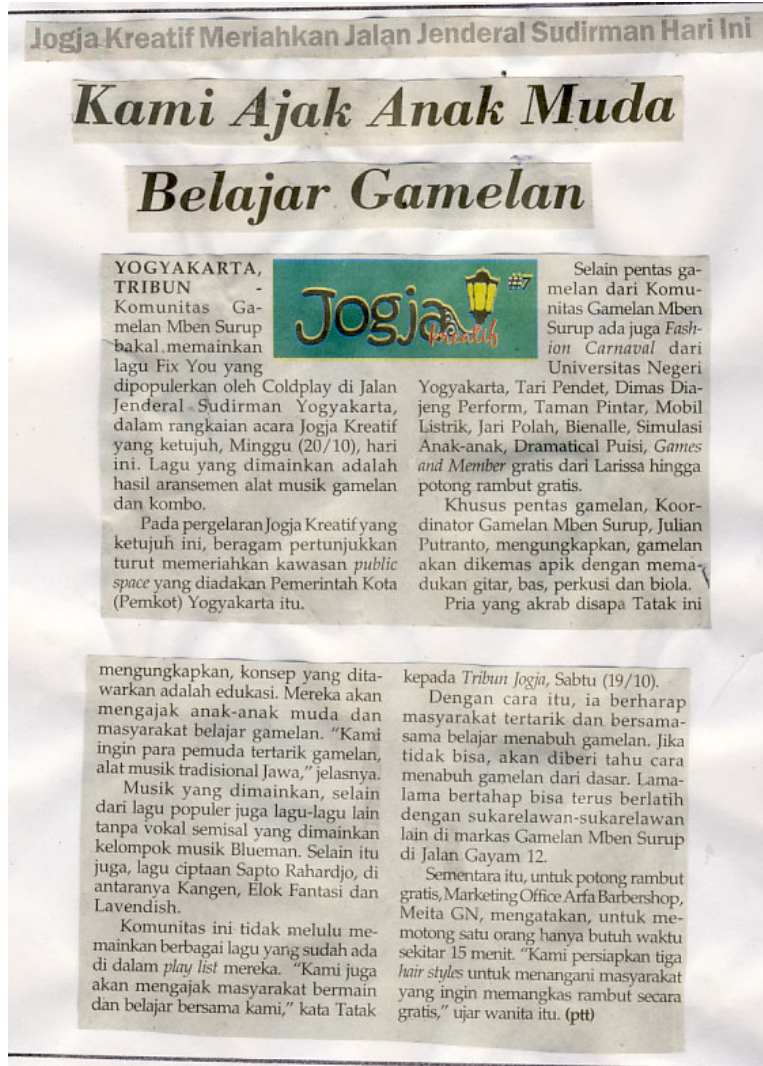 Jogja Kreatif Meriahkan Jalan Jenderal Sudirman Hari Ini
Kami Ajak Anak Muda
Belajar Gamelan
YOGYAKARTA,
TRIBUN -
Komunitas Ga-
melan Mben Surup
bakal memainkan
lagu Fix You yang
dipopulerkan oleh Coldplay di Jalan
Jenderal Sudirman Yogyakarta,
dalam rangkaian acara Jogja Kreatif
yang ketujuh, Minggu (20/10), hari
ini. Lagu yang dimainkan adalah
hasil aransemen alat musik gamelan
dan kombo.
Pada pergelaran Jogja Kreatif yang
ketujuh ini, beragam pertunjukkan
turut memeriahkan kawasan public
space yang diadakan Pemerintah Kota
(Pemkot) Yogyakarta itu.
Jogja
kreatif
#7
Selain pentas ga-
melan dari Komu-
nitas Gamelan Mben
Surup ada juga Fash-
ion Carnaval dari
Universitas Negeri
Yogyakarta, Tari Pendet, Dimas Dia-
jeng Perform, Taman Pintar, Mobil
Listrik, Jari Polah, Bienalle, Simulasi
Anak-anak, Dramatical Puisi, Games
and Member gratis dari Larissa hingga
potong rambut gratis.
Khusus pentas gamelan, Koor-
dinator Gamelan Mben Surup, Julian
Putranto, mengungkapkan, gamelan
akan dikemas apik dengan mema-
dukan gitar, bas, perkusi dan biola.
Pria yang akrab disapa Tatak ini
mengungkapkan, konsep yang dita-
warkan adalah edukasi. Mereka akan
mengajak anak-anak muda dan
masyarakat belajar gamelan. “Kami
ingin para pemuda tertarik gamelan,
alat musik tradisional Jawa,” jelasnya.
Musik yang dimainkan, selain
dari lagu populer juga lagu-lagu lain
tanpa vokal semisal yang dimainkan
kelompok musik Blueman. Selain itu
juga, lagu ciptaan Sapto Rahardjo, di
antaranya Kangen, Elok Fantasi dan
Lavendish.
Komunitas ini tidak melulu me-
mainkan berbagai lagu yang sudah ada
di dalam play list mereka. “Kami juga
akan mengajak masyarakat bermain
dan belajar bersama kami,” kata Tatak
kepada Tribun Jogja, Sabtu (19/10).
Dengan cara itu, ia berharap
masyarakat tertarik dan bersama-
sama belajar menabuh gamelan. Jika
tidak bisa, akan diberi tahu cara
menabuh gamelan dari dasar. Lama-
lama bertahap bisa terus berlatih
dengan sukarelawan-sukarelawan
lain di markas Gamelan Mben Surup
di Jalan Gayam 12.
Sementara itu, untuk potong rambut
gratis, Marketing Office Arfa Barbershop,
Meita GN, mengatakan, untuk me-
motong satu orang hanya butuh waktu
sekitar 15 menit. “Kami persiapkan tiga
hair styles untuk menangani masyarakat
yang ingin memangkas rambut secara
gratis,” ujar wanita itu. (ptt)